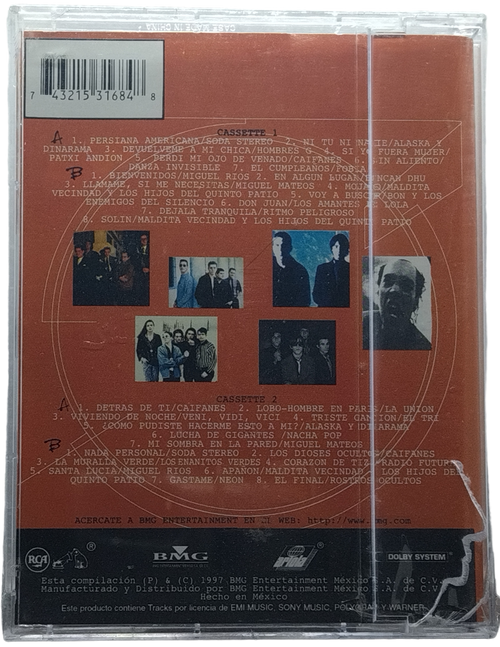 7 43215 31684 8
CASSETTE 1
A 1. PERSIANA AMERICANA/SODA STEREO 2. NI TU NI NADIE/ALASKA Y
DINARAMA 3. DEVUELVEME A MI CHICA/HOMBRES G 4. SI YO FUERA MUJER/
PATXI ANDION 5. PERDI MI OJO DE VENADO/CAIFANES 6. SIN ALIENTO/
DANZA INVISIBLE 7. EL CUMPLEAÑOS/
B 1. BIENVENIDOS/MIGUEL RIOS 2. EN ALGUN LUGAR/DUNCAN DHU
3. LLAMAME, SI ME NECESITAS/MIGUEL MATEOS 4. MOJADO/MALDITA
VECINDAD Y LOS HIJOS DEL QUINTO PATIO 5. VOY A BUSCAR/BON Y LOS
ENEMIGOS DEL SILENCIO 6. DON JUAN/LOS AMANTES DE LOLA
7. DEJALA TRANQUILA/RITMO PELIGROSO
8. SOLIN/MALDITA VECINDAD Y LOS HIJOS DEL QUINTO PATIO
CASSETTE 2
A 1. DETRAS DE TI/CAIFANES 2. LOBO-HOMBRE EN PARIS/LA UNION
3. VIVIENDO DE NOCHE/VENI, VIDI, VICI 4. TRISTE CANCION/EL TRI
5. ¿COMO PUDISTE HACERME ESTO A MI?/ALASKA Y DINARAMA
6. LUCHA DE GIGANTES /NACHA POP
7. MI SOMBRA EN LA PARED/MIGUEL MATEOS
B 1. NADA PERSONAL/SODA STEREO 2. LOS DIOSES OCULTOS/CAIFANES
3. LA MURALLA VERDE/LOS ENANITOS VERDES 4. CORAZON DE TIZA/RADIO FUTURA
5. SANTA LUCIA/MIGUEL RIOS 6. APAÑON/MALDITA VECINDAD Y LOS HIJOS DEL
QUINTO PATIO 7. GASTAME/NEON 8. EL FINAL/ROSTROS OCULTOS
ACERCATE A BMG ENTERTAINMENT EN EL WEB: http://www.bmg.com
RCA BMG DOLBY SYSTEM
Esta compilación (P) & (C) 1997 BMG Entertainment México S.A. de C.V.
Manufacturado y Distribuido por BMG Entertainment México S.A. de C.V.
Hecho en México
Este producto contiene Tracks por licencia de EMI MUSIC, SONY MUSIC, POLYGRAM Y WARNER